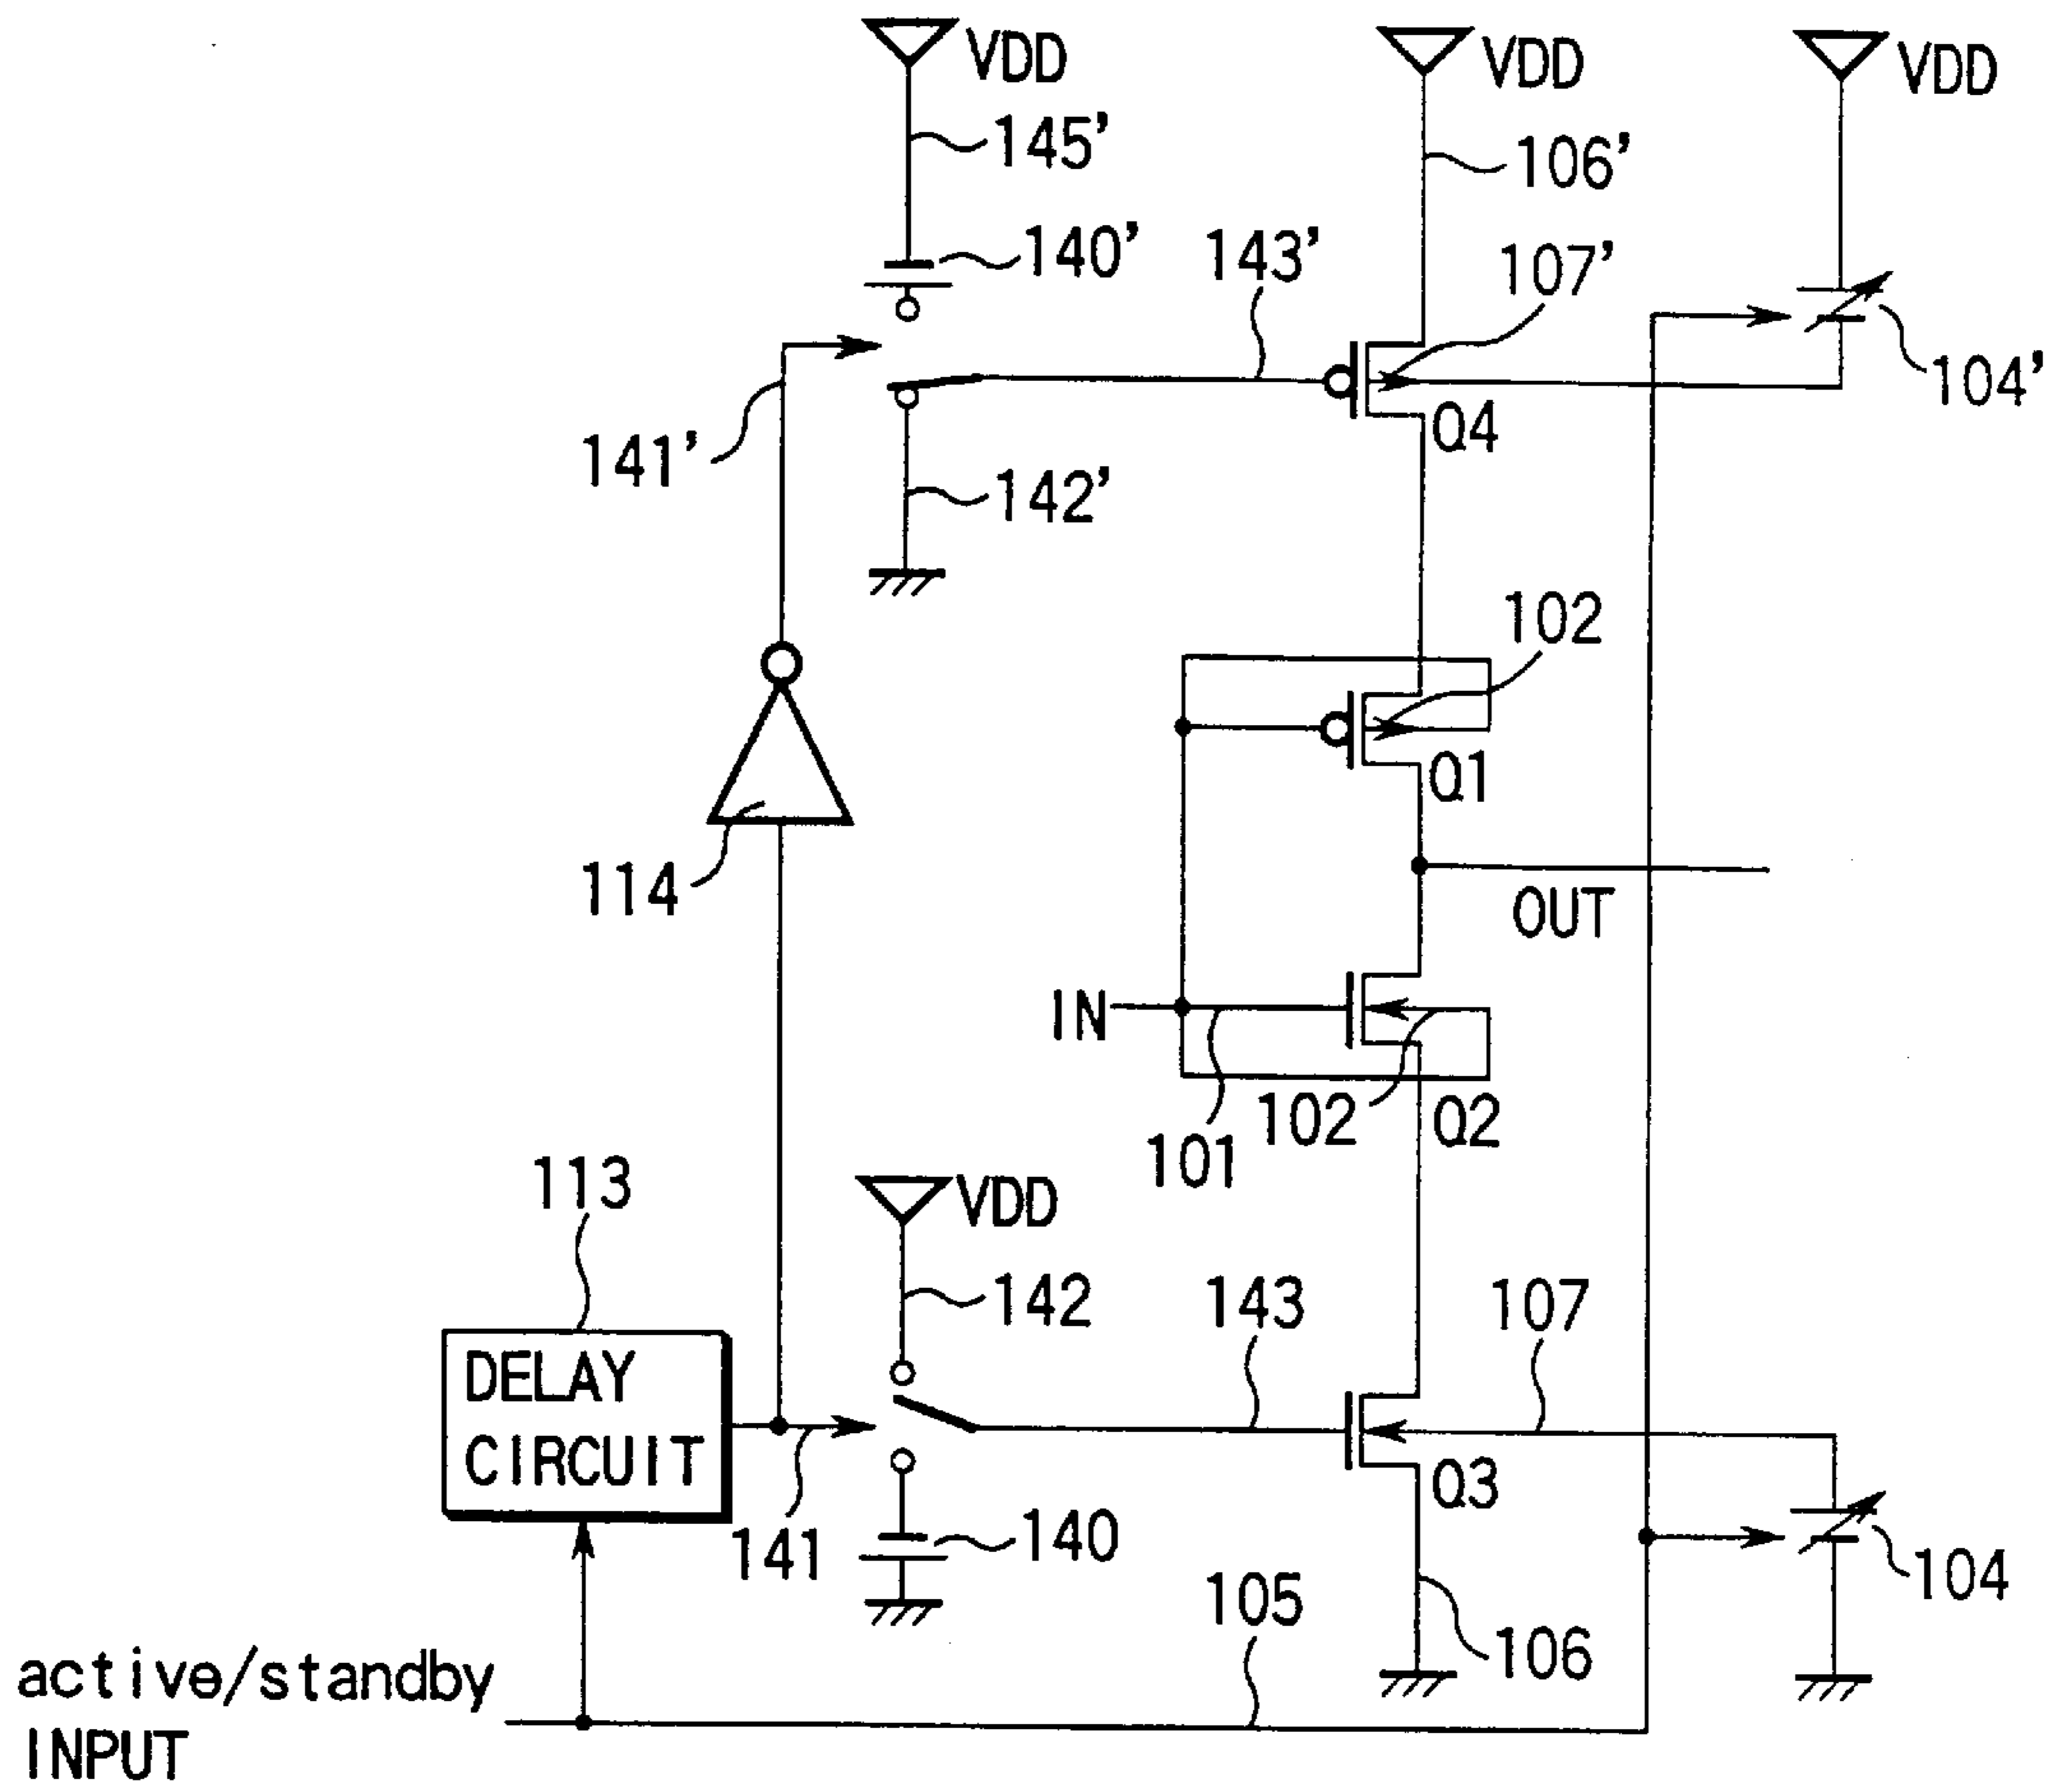 VDD
VDD
VDD
145'
106'
140'
143'
107'
104'
141'
Q4
142'
102
Q1
114
OUT
IN
102
Q2
101
113
VDD
142
143
107
DELAY
CIRCUIT
Q3
141
140
104
105
106
active/standby
INPUT